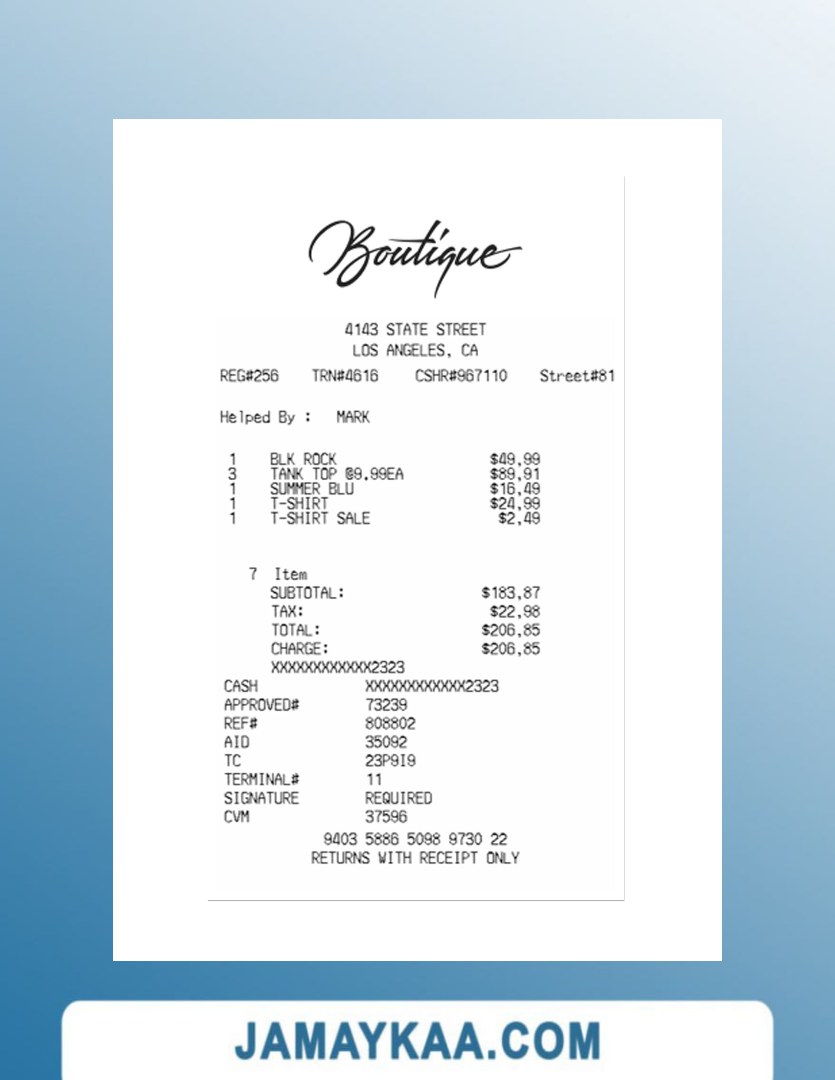 Boutique
4143 STATE STREET
LOS ANGELES, CA
REG#256 TRN#4616 CSHR#967110 Street#81
Helped By : MARK
1 BLK ROCK $49,99
3 TANK TOP @9,99EA $89,91
1 SUMMER BLU $16,49
1 T-SHIRT $24,99
1 T-SHIRT SALE $2,49
7 Item
SUBTOTAL: $183,87
TAX: $22,98
TOTAL: $206,85
CHARGE: $206,85
XXXXXXXXXXXX2323
CASH XXXXXXXXXXXX2323
APPROVED# 73239
REF# 808802
AID 35092
TC 23P9I9
TERMINAL# 11
SIGNATURE REQUIRED
CVM 37596
9403 5886 5098 9730 22
RETURNS WITH RECEIPT ONLY
JAMAYKAA.COM